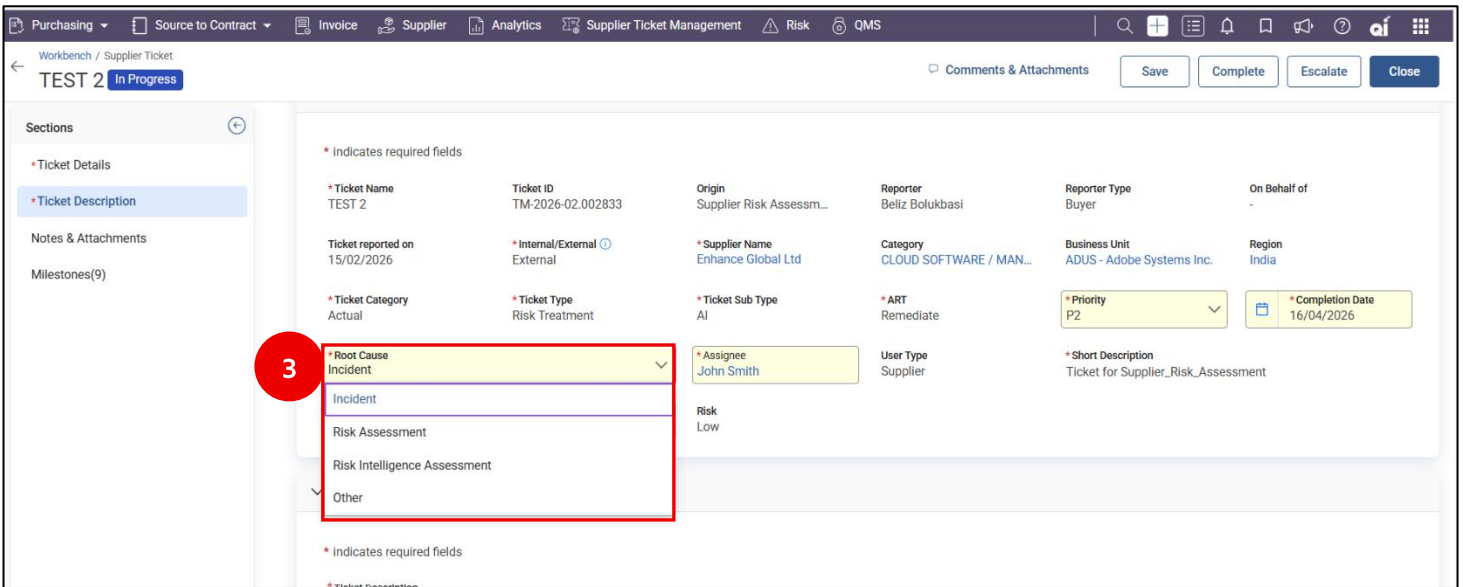 Purchasing Source to Contract Invoice Supplier Analytics Supplier Ticket Management Risk QMS
Workbench / Supplier Ticket
TEST 2 In Progress
Comments & Attachments Save Complete Escalate Close
Sections
*Ticket Details
*Ticket Description
Notes & Attachments
Milestones(9)
* indicates required fields
*Ticket Name Ticket ID Origin Reporter Reporter Type On Behalf of
TEST 2 TM-2026-02.002833 Supplier Risk Assessm... Beliz Bolukbasi Buyer -
Ticket reported on *Internal/External *Supplier Name Category Business Unit Region
15/02/2026 External Enhance Global Ltd CLOUD SOFTWARE / MAN... ADUS - Adobe Systems Inc. India
*Ticket Category *Ticket Type *Ticket Sub Type *ART *Priority *Completion Date
Actual Risk Treatment AI Remediate P2 16/04/2026
3
*Root Cause *Assignee User Type *Short Description
Incident John Smith Supplier Ticket for Supplier_Risk_Assessment
Incident
Risk Assessment
Risk Intelligence Assessment
Other
Risk
Low
* indicates required fields
*Ticket Description